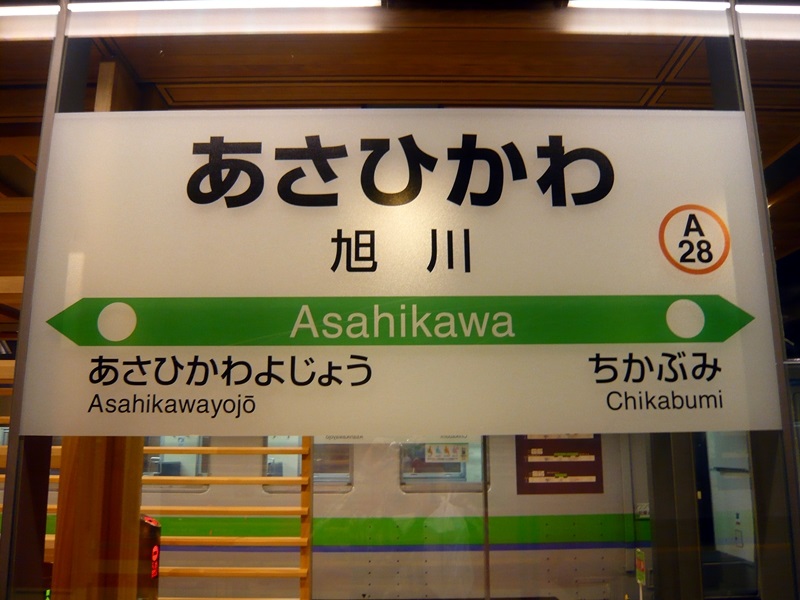 あさひかわ
旭川
A
28
Asahikawa
あさひかわよじょう
Asahikawayojō
ちかぶみ
Chikabumi